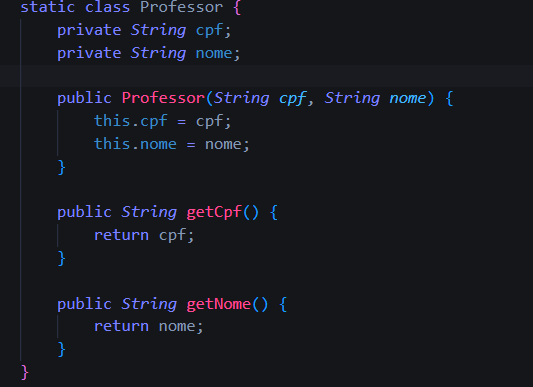 static class Professor {
    private String cpf;
    private String nome;

    public Professor(String cpf, String nome) {
        this.cpf = cpf;
        this.nome = nome;
    }

    public String getCpf() {
        return cpf;
    }

    public String getNome() {
        return nome;
    }
}